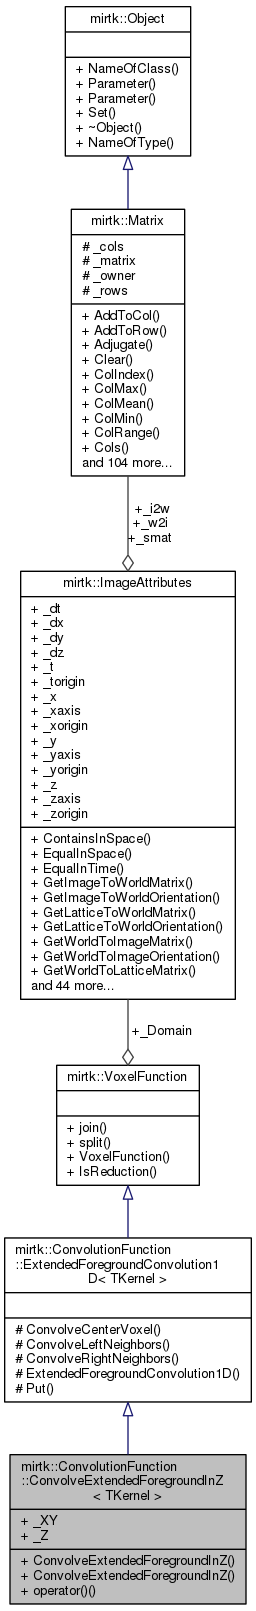 mirtk::Object
+ NameOfClass()
+ Parameter()
+ Parameter()
+ Set()
+ ~Object()
+ NameOfType()
mirtk::Matrix
# _cols
# _matrix
# _owner
# _rows
+ AddToCol()
+ AddToRow()
+ Adjugate()
+ Clear()
+ ColIndex()
+ ColMax()
+ ColMean()
+ ColMin()
+ ColRange()
+ Cols()
and 104 more...
+_i2w
+_w2i
+_smat
mirtk::ImageAttributes
+ _dt
+ _dx
+ _dy
+ _dz
+ _t
+ _torigin
+ _x
+ _xaxis
+ _xorigin
+ _y
+ _yaxis
+ _yorigin
+ _z
+ _zaxis
+ _zorigin
+ ContainsInSpace()
+ EqualInSpace()
+ EqualInTime()
+ GetImageToWorldMatrix()
+ GetImageToWorldOrientation()
+ GetLatticeToWorldMatrix()
+ GetLatticeToWorldOrientation()
+ GetWorldToImageMatrix()
+ GetWorldToImageOrientation()
+ GetWorldToLatticeMatrix()
and 44 more...
+_Domain
mirtk::VoxelFunction
+ join()
+ split()
+ VoxelFunction()
+ IsReduction()
mirtk::ConvolutionFunction
::ExtendedForegroundConvolution1
D< TKernel >
# ConvolveCenterVoxel()
# ConvolveLeftNeighbors()
# ConvolveRightNeighbors()
# ExtendedForegroundConvolution1D()
# Put()
mirtk::ConvolutionFunction
::ConvolveExtendedForegroundInZ
< TKernel >
+ _XY
+ _Z
+ ConvolveExtendedForegroundInZ()
+ ConvolveExtendedForegroundInZ()
+ operator()()